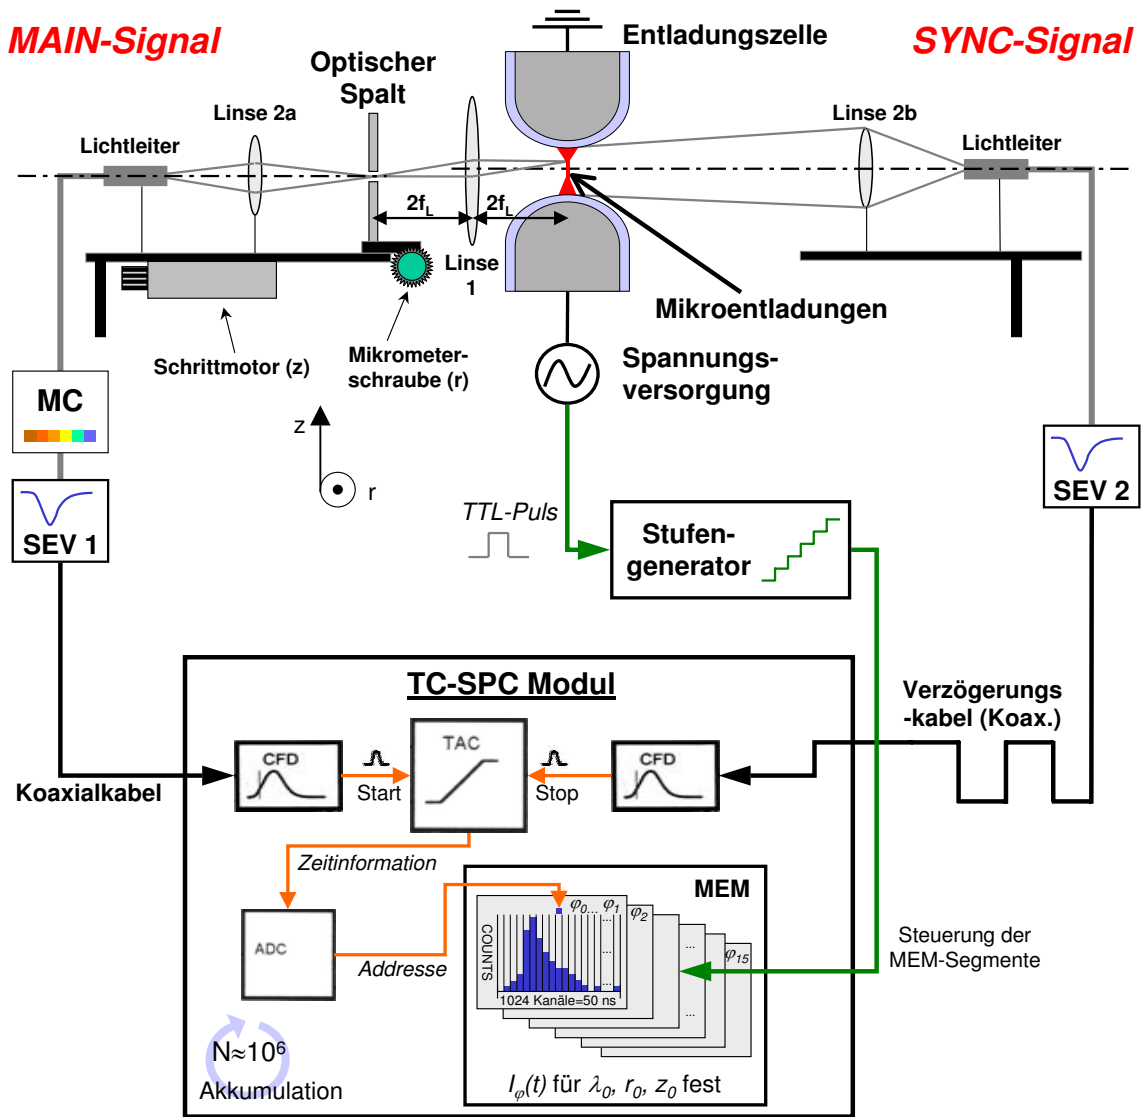 MAIN-Signal
Entladungszelle
SYNC-Signal
Optischer
Spalt
Linse 2a
Linse 2b
Lichtleiter
Lichtleiter
2f_L
2f_L
Linse
1
Mikroentladungen
Schrittmotor (z)
Mikrometer-
schraube (r)
Spannungs-
versorgung
MC
z
r
SEV 1
SEV 2
TTL-Puls
Stufen-
generator
TC-SPC Modul
Verzögerungs
-kabel (Koax.)
CFD
TAC
CFD
Start
Stop
Koaxialkabel
Zeitinformation
MEM
φ0... φ1
φ2
...
...
...
...
φ15
COUNTS
ADC
Addresse
1024 Kanäle=50 ns
...
Steuerung der
MEM-Segmente
N≈10⁶
Akkumulation
I_φ(t) für λ0, r0, z0 fest